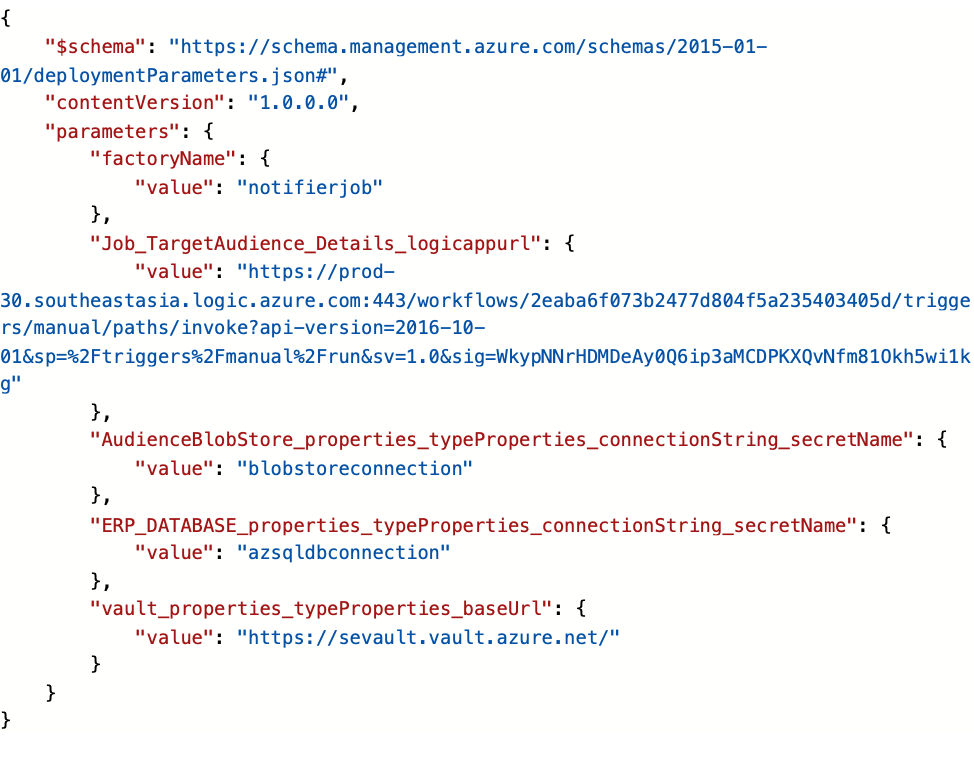 {
    "$schema": "https://schema.management.azure.com/schemas/2015-01-
01/deploymentParameters.json#",
    "contentVersion": "1.0.0.0",
    "parameters": {
        "factoryName": {
            "value": "notifierjob"
        },
        "Job_TargetAudience_Details_logicappurl": {
            "value": "https://prod-
30.southeastasia.logic.azure.com:443/workflows/2eaba6f073b2477d804f5a235403405d/trigge
rs/manual/paths/invoke?api-version=2016-10-
01&sp=%2Ftriggers%2Fmanual%2Frun&sv=1.0&sig=WkypNNrHDMDeAy0Q6ip3aMCDPKXQvNfm81Okh5wi1k
g"
        },
        "AudienceBlobStore_properties_typeProperties_connectionString_secretName": {
            "value": "blobstoreconnection"
        },
        "ERP_DATABASE_properties_typeProperties_connectionString_secretName": {
            "value": "azsqldbconnection"
        },
        "vault_properties_typeProperties_baseUrl": {
            "value": "https://sevault.vault.azure.net/"
        }
    }
}